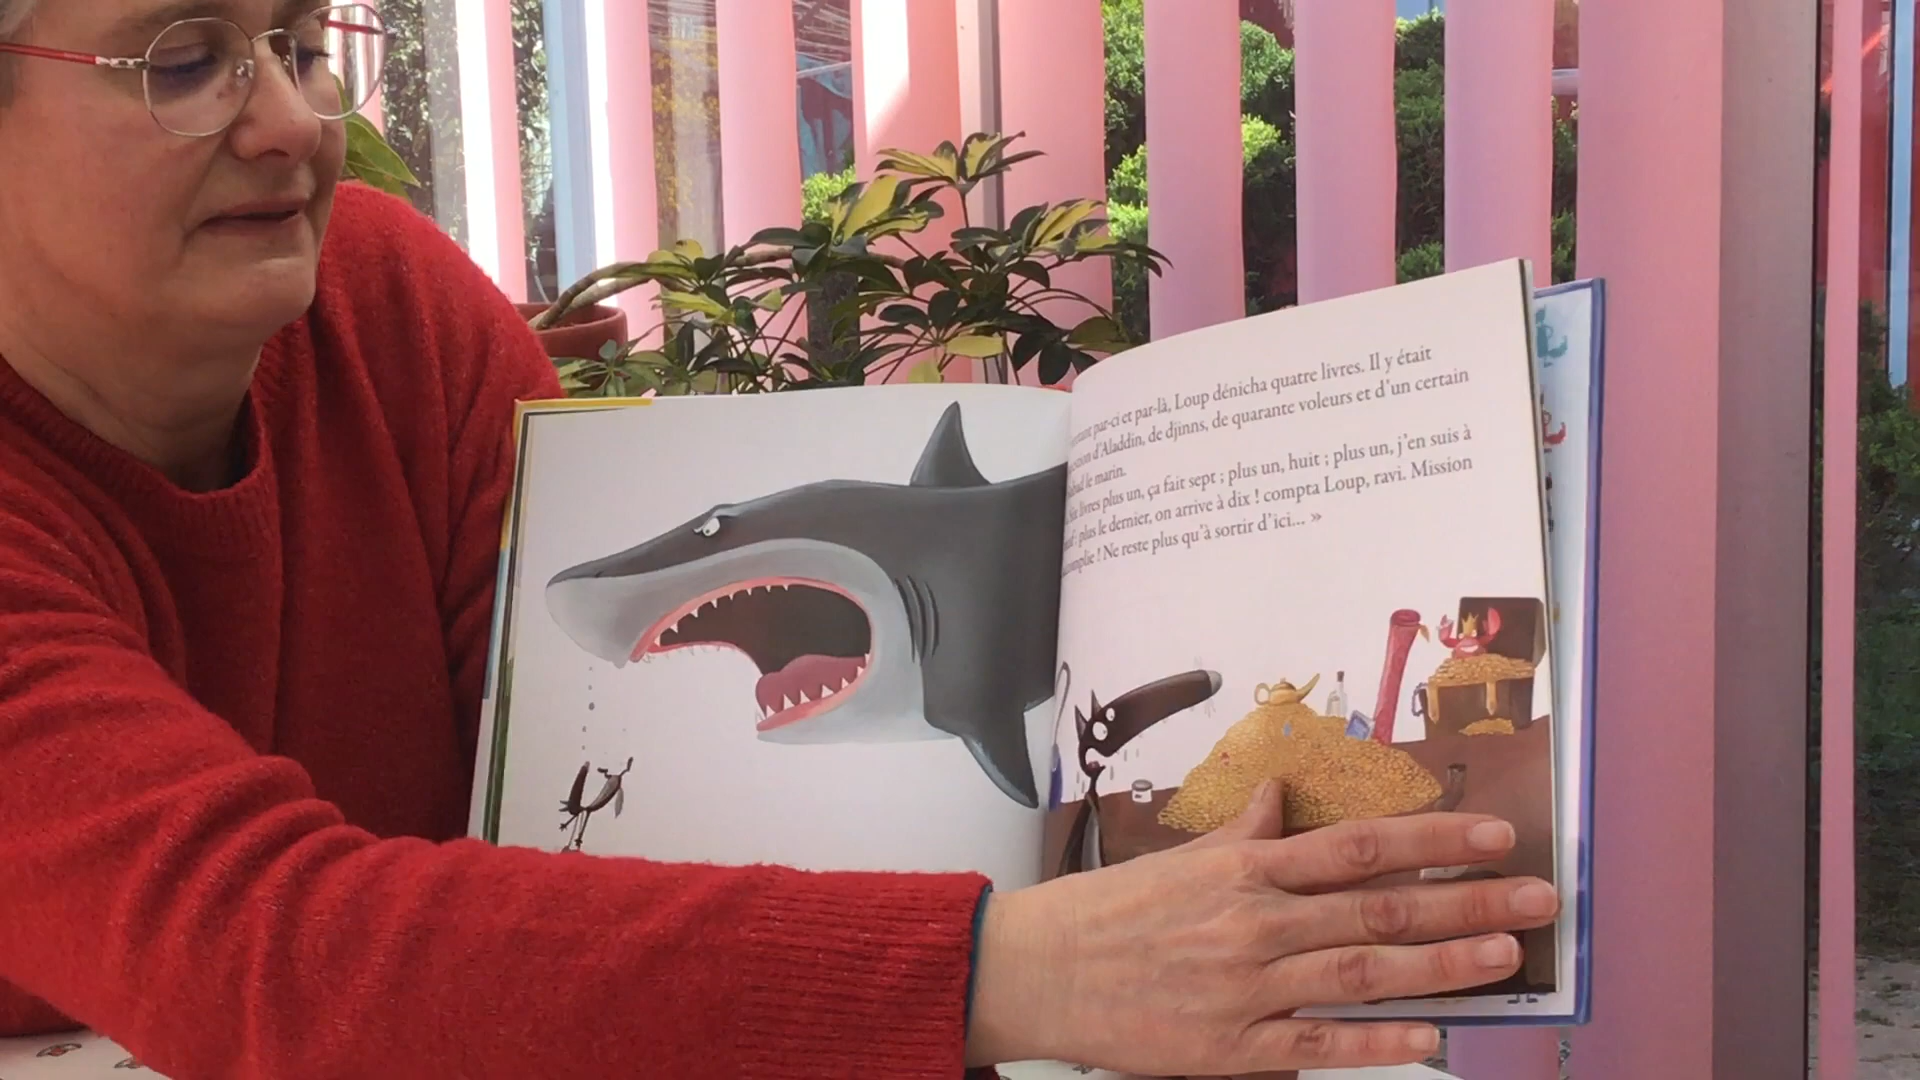 par-ci et par-là, Loup dénicha quatre livres. Il y était
d'Aladdin, de djinns, de quarante voleurs et d'un certain
le marin.
livres plus un, ça fait sept ; plus un, huit ; plus un, j'en suis à
plus le dernier, on arrive à dix ! compta Loup, ravi. Mission
! Ne reste plus qu'à sortir d'ici... »